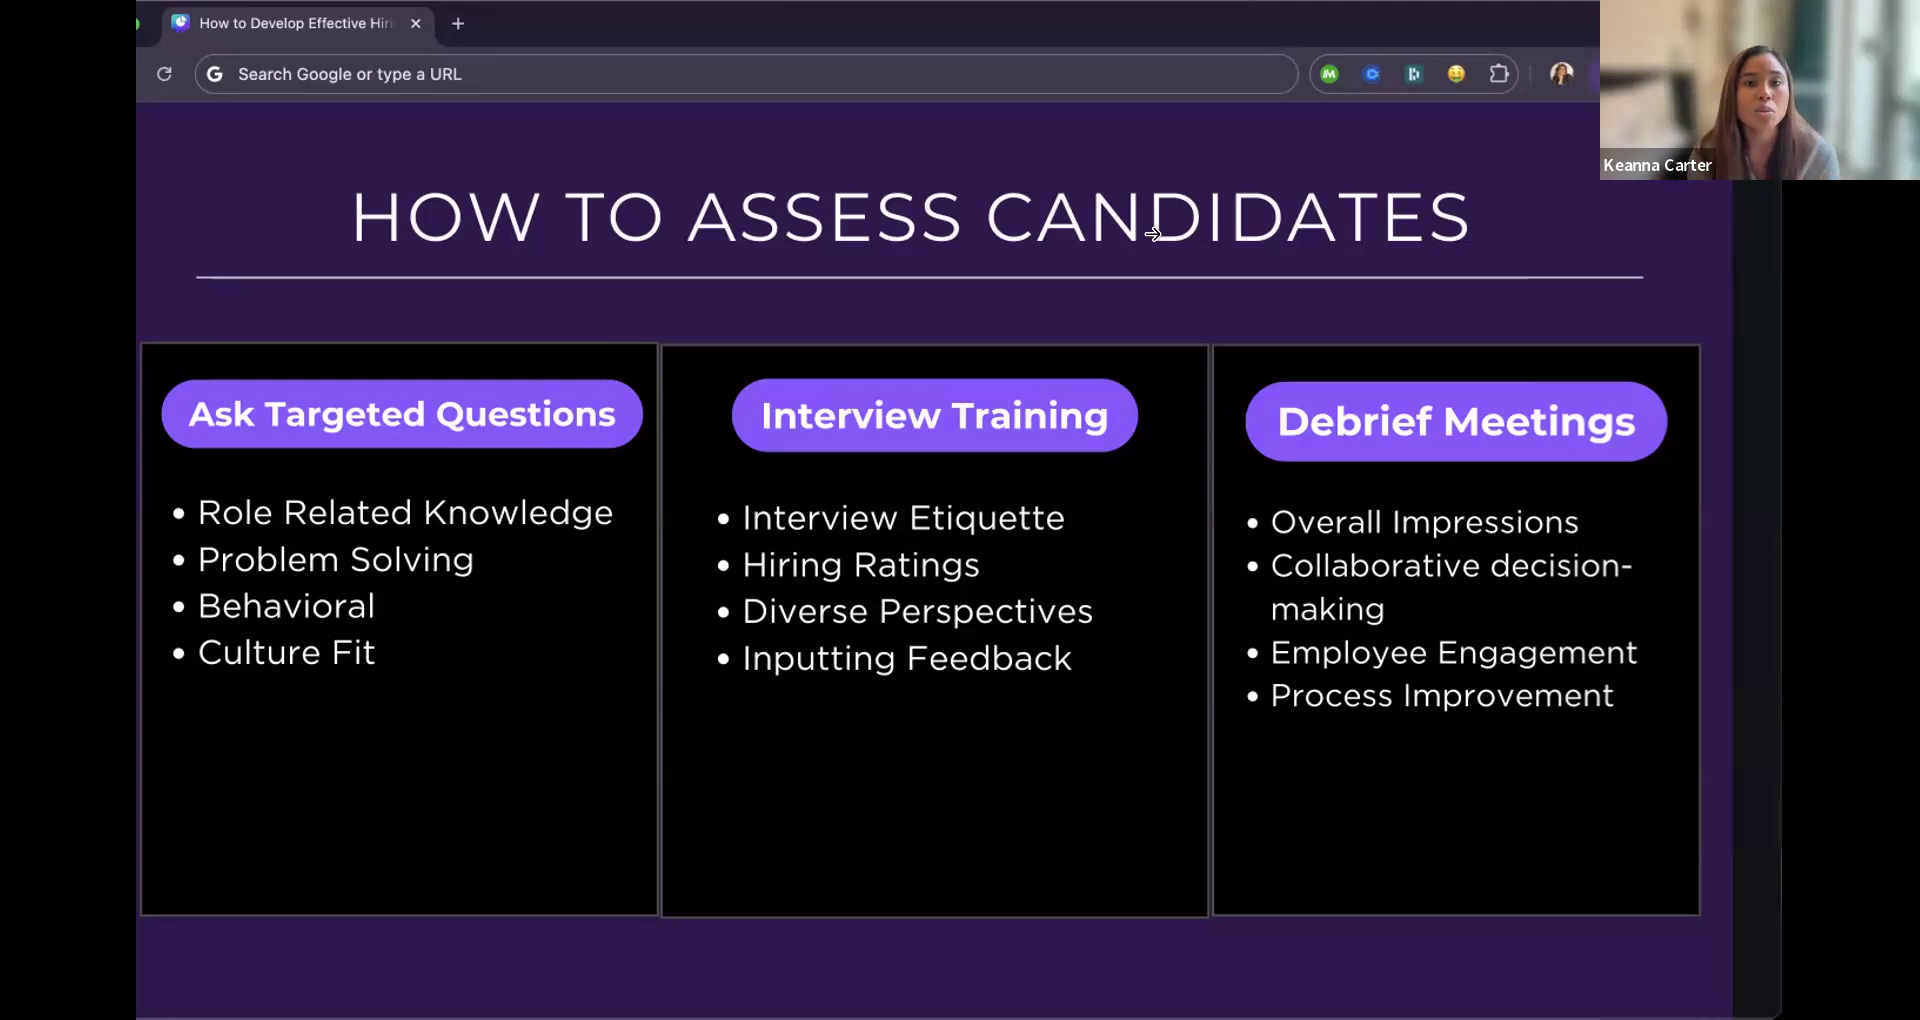 How to Develop Effective Hiri
Search Google or type a URL
Keanna Carter
HOW TO ASSESS CANDIDATES
Ask Targeted Questions
• Role Related Knowledge
• Problem Solving
• Behavioral
• Culture Fit
Interview Training
• Interview Etiquette
• Hiring Ratings
• Diverse Perspectives
• Inputting Feedback
Debrief Meetings
• Overall Impressions
• Collaborative decision-
making
• Employee Engagement
• Process Improvement